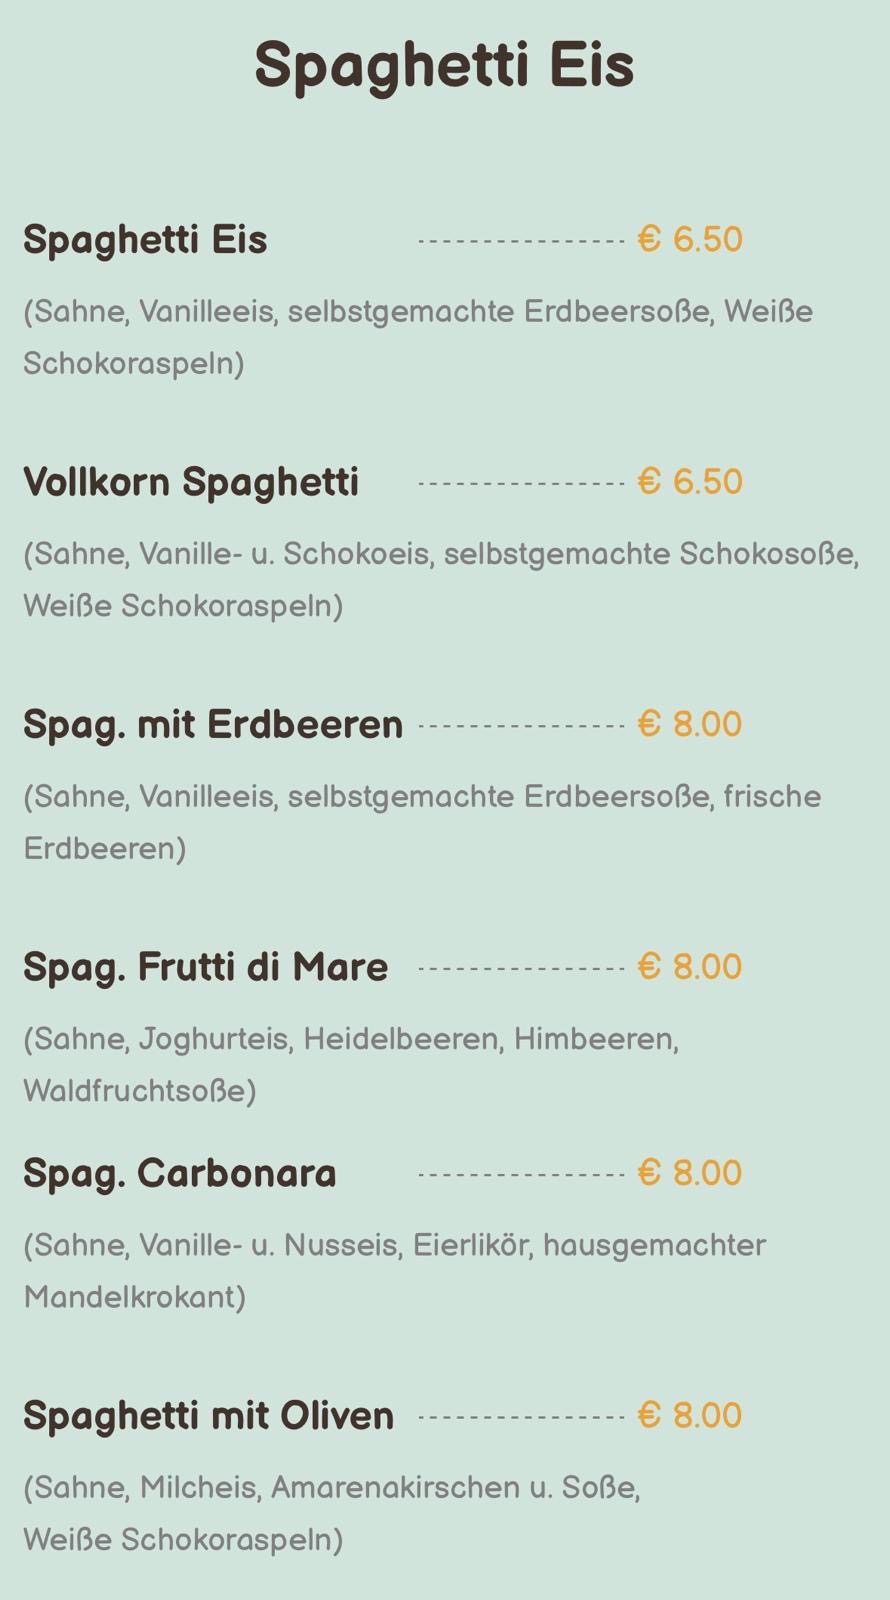 Spaghetti Eis
Spaghetti Eis € 6.50
(Sahne, Vanilleeis, selbstgemachte Erdbeersoße, Weiße
Schokoraspeln)
Vollkorn Spaghetti € 6.50
(Sahne, Vanille- u. Schokoeis, selbstgemachte Schokosoße,
Weiße Schokoraspeln)
Spag. mit Erdbeeren € 8.00
(Sahne, Vanilleeis, selbstgemachte Erdbeersoße, frische
Erdbeeren)
Spag. Frutti di Mare € 8.00
(Sahne, Joghurteis, Heidelbeeren, Himbeeren,
Waldfruchtsoße)
Spag. Carbonara € 8.00
(Sahne, Vanille- u. Nusseis, Eierlikör, hausgemachter
Mandelkrokant)
Spaghetti mit Oliven € 8.00
(Sahne, Milcheis, Amarenakirschen u. Soße,
Weiße Schokoraspeln)